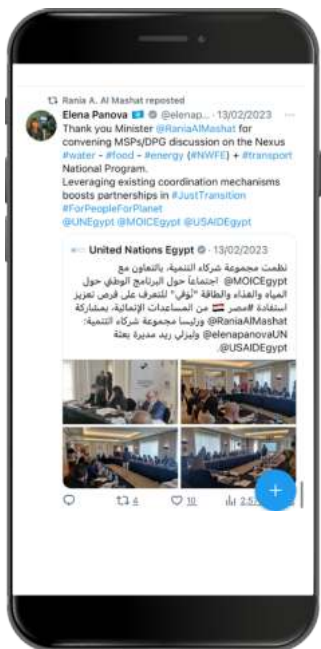 Rania A. Al Mashat reposted
Elena Panova @elenap... · 13/02/2023 ...
Thank you Minister @RaniaAlMashat for
convening MSPs/DPG discussion on the Nexus
#water - #food - #energy (#NWFE) + #transport
National Program.
Leveraging existing coordination mechanisms
boosts partnerships in #JustTransition
#ForPeopleForPlanet
@UNEgypt @MOICEgypt @USAIDEgypt
United Nations Egypt · 13/02/2023
نظمت مجموعة شركاء التنمية، بالتعاون مع
@MOICEgypt اجتماعا حول البرنامج الوطني حول
المياه والغذاء والطاقة "نُوَفّي" للتعرف على فرص تعزيز
استفادة #مصر من المساعدات الإنمائية، بمشاركة
@RaniaAlMashat ورئيسا مجموعة شركاء التنمية:
@elenapanovaUN وليزلي ريد مديرة بعثة
@USAIDEgypt.
4
10
2,57